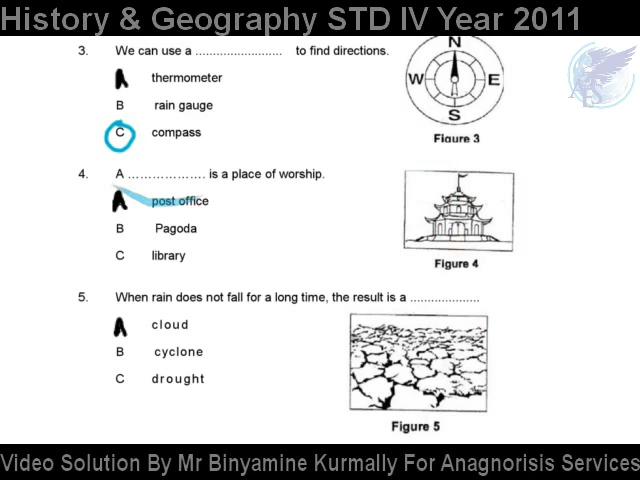 History & Geography STD IV Year 2011
3. We can use a ......................... to find directions.
A thermometer
B rain gauge
C compass
N
W E
S
Figure 3
4. A ................... is a place of worship.
A post office
B Pagoda
C library
Figure 4
5. When rain does not fall for a long time, the result is a ....................
A cloud
B cyclone
C drought
Figure 5
Video Solution By Mr Binyamine Kurmally For Anagnorisis Services